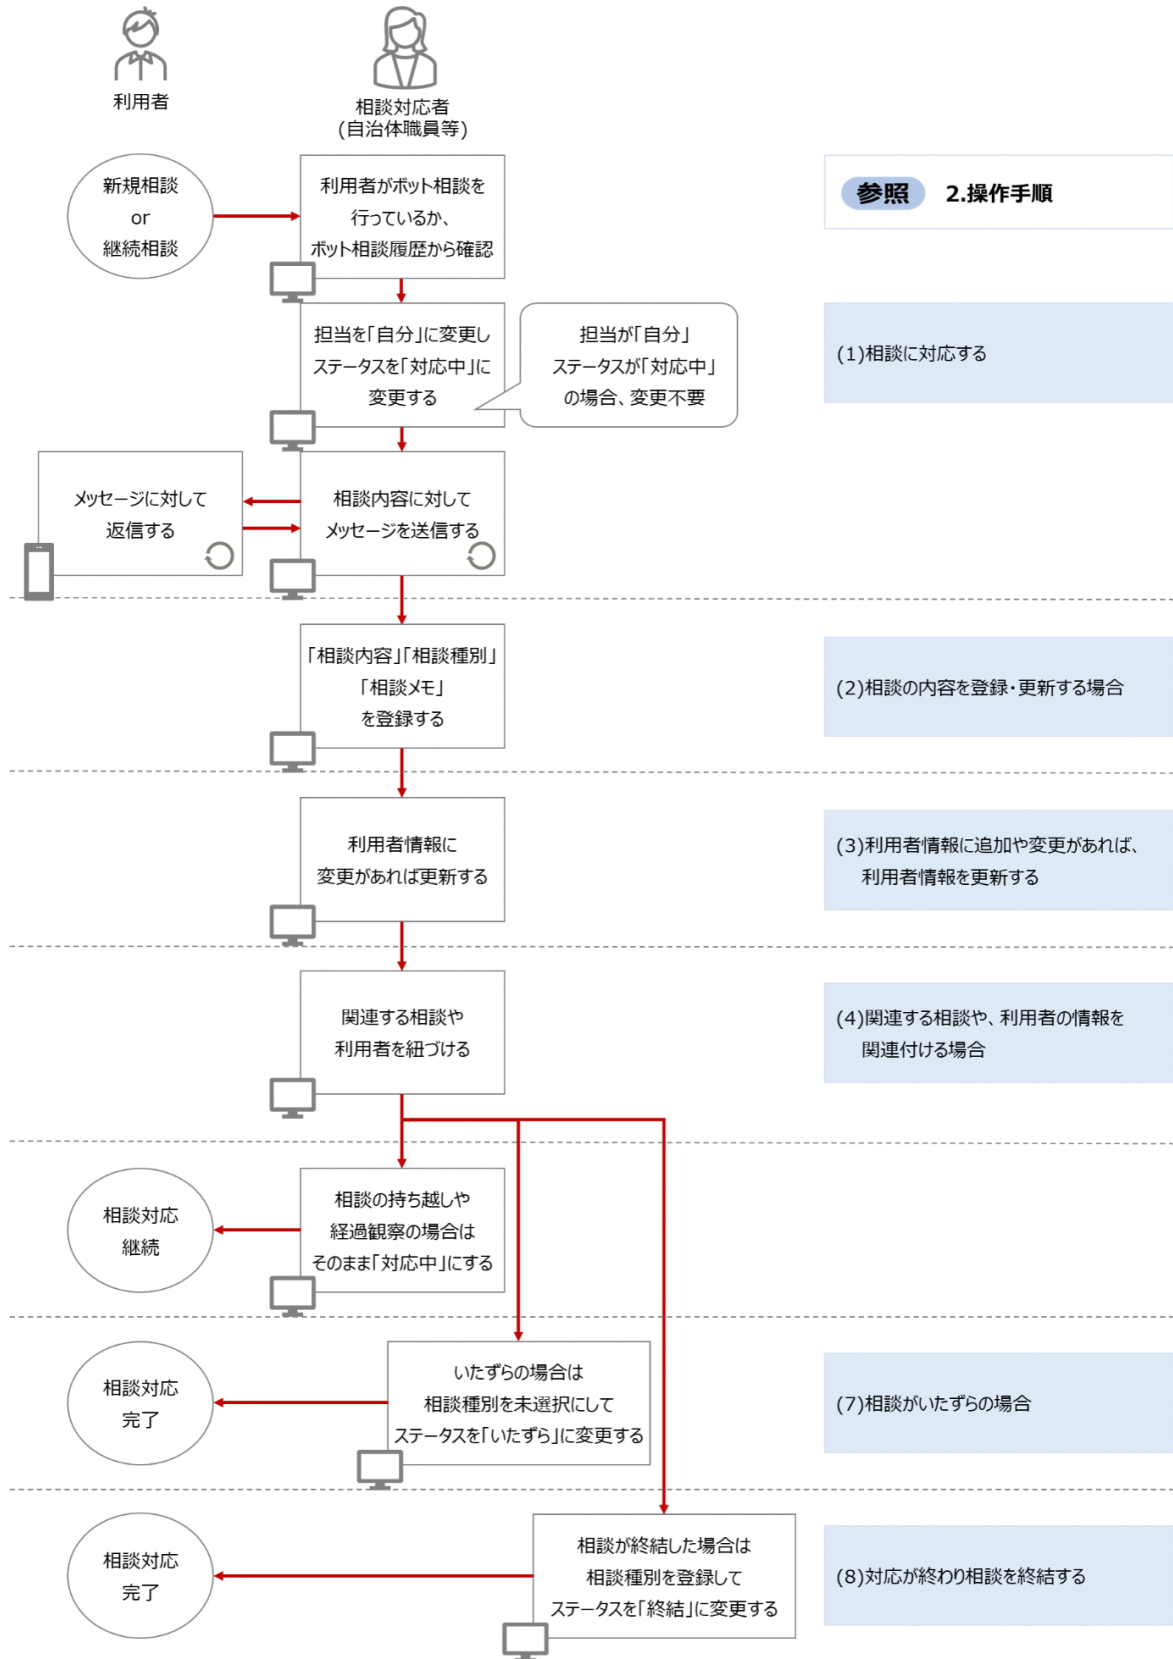 利用者
相談対応者
(自治体職員等)
新規相談
or
継続相談
利用者がボット相談を
行っているか、
ボット相談履歴から確認
参照 2.操作手順
担当を「自分」に変更し
ステータスを「対応中」に
変更する
担当が「自分」
ステータスが「対応中」
の場合、変更不要
(1)相談に対応する
メッセージに対して
返信する
相談内容に対して
メッセージを送信する
「相談内容」「相談種別」
「相談メモ」
を登録する
(2)相談の内容を登録・更新する場合
利用者情報に
変更があれば更新する
(3)利用者情報に追加や変更があれば、
利用者情報を更新する
関連する相談や
利用者を紐づける
(4)関連する相談や、利用者の情報を
関連付ける場合
相談対応
継続
相談の持ち越しや
経過観察の場合は
そのまま「対応中」にする
相談対応
完了
いたずらの場合は
相談種別を未選択にして
ステータスを「いたずら」に変更する
(7)相談がいたずらの場合
相談対応
完了
相談が終結した場合は
相談種別を登録して
ステータスを「終結」に変更する
(8)対応が終わり相談を終結する